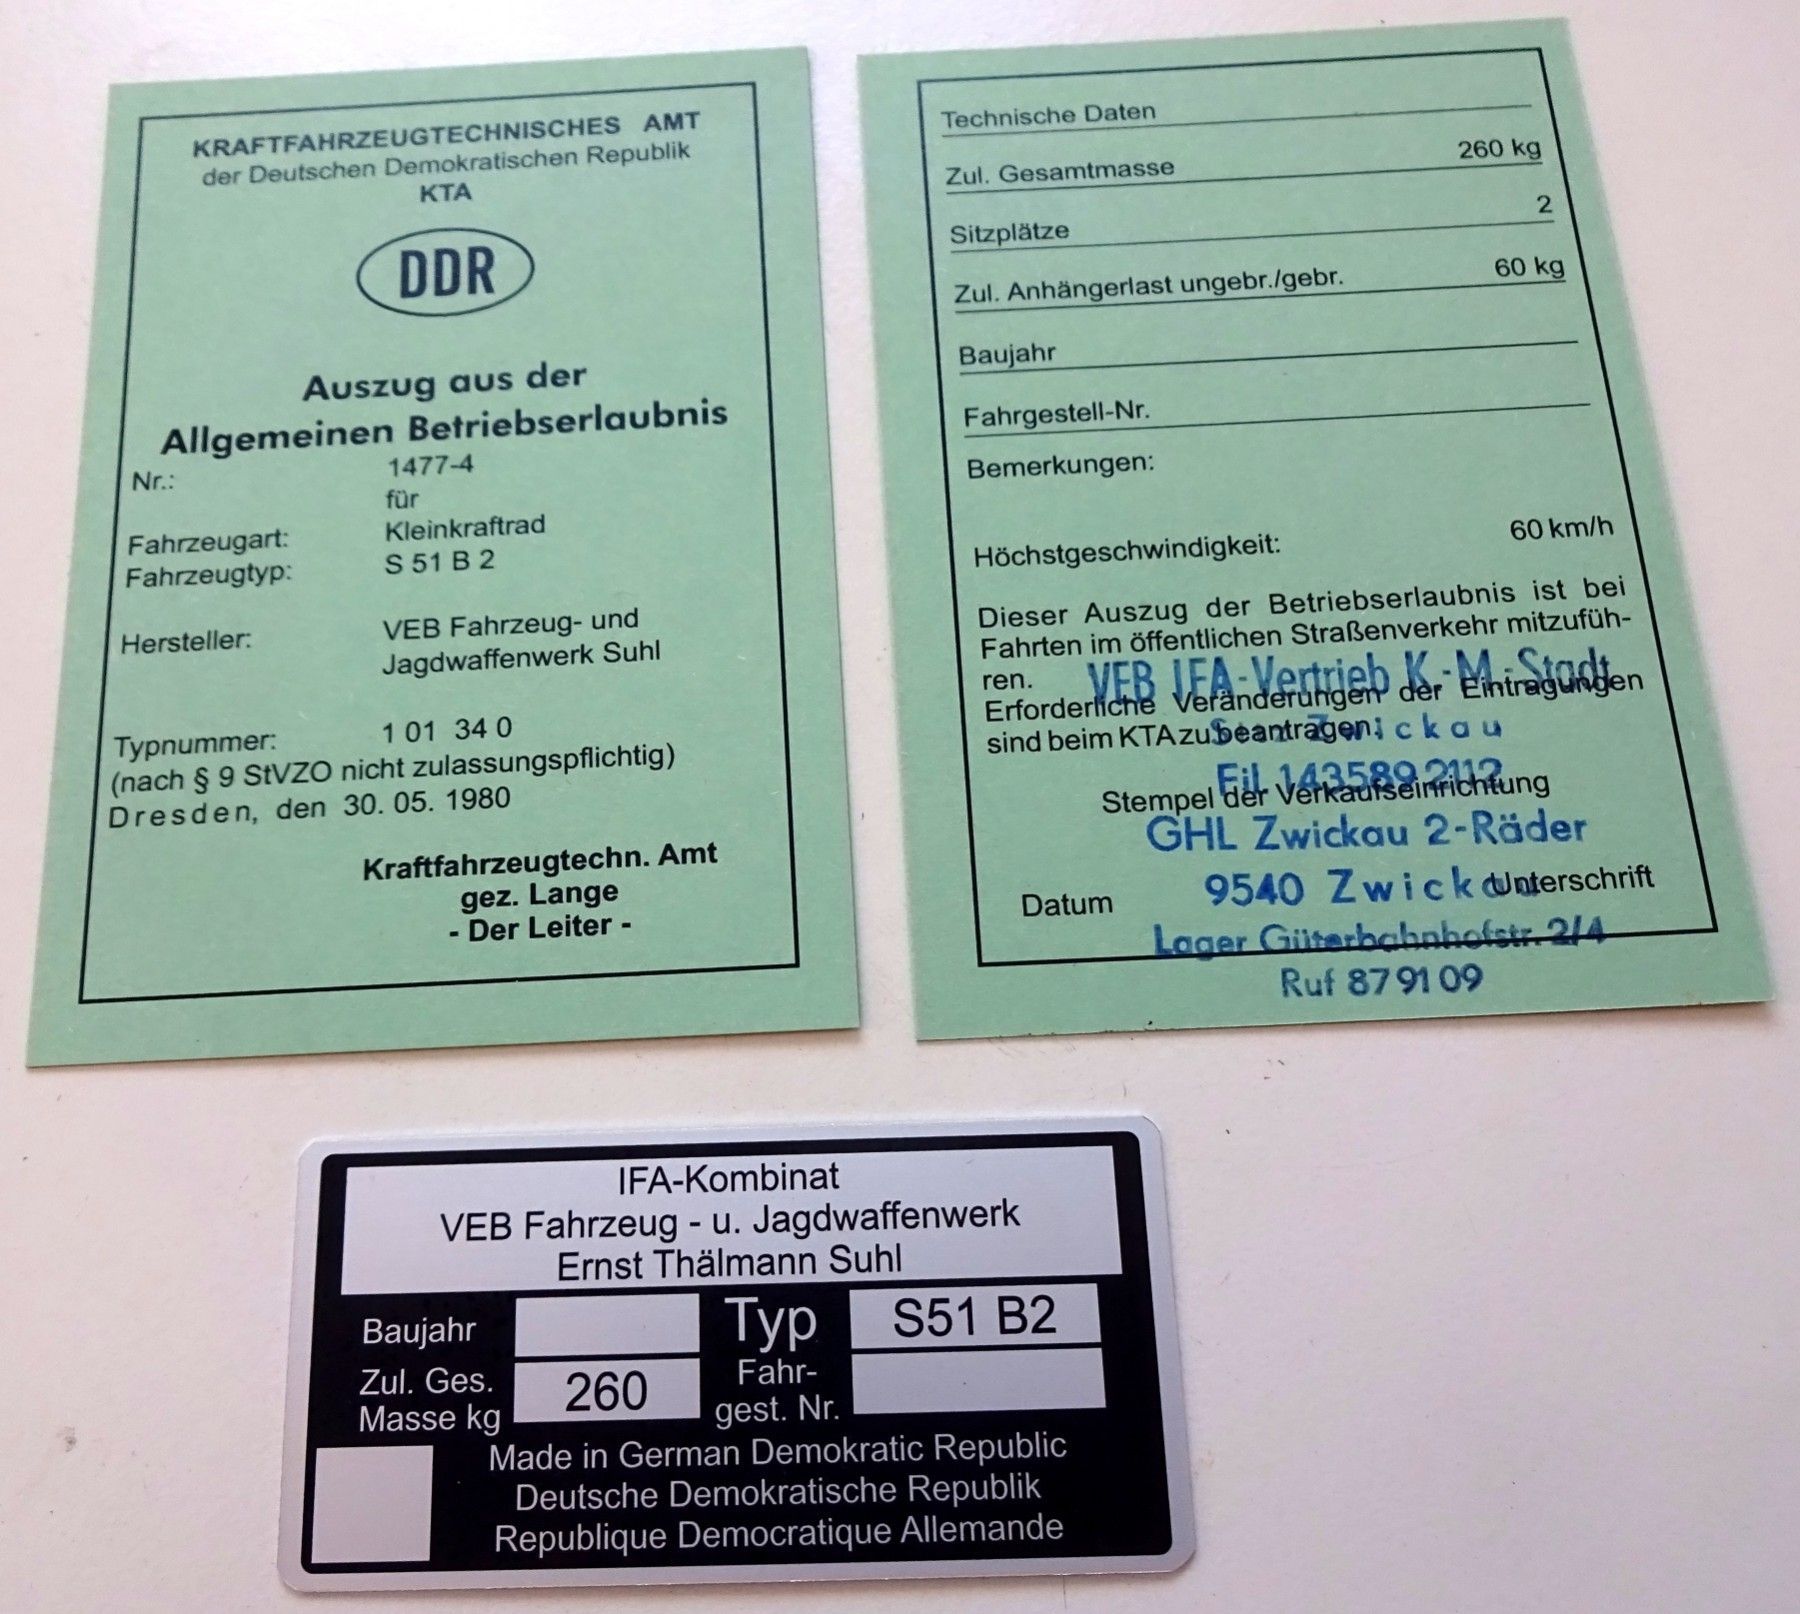 KRAFTFAHRZEUGTECHNISCHES AMT
der Deutschen Demokratischen Republik
KTA
DDR
Auszug aus der
Allgemeinen Betriebserlaubnis
Nr.: 1477-4
für
Fahrzeugart: Kleinkraftrad
Fahrzeugtyp: S 51 B 2
Hersteller: VEB Fahrzeug- und
Jagdwaffenwerk Suhl
Typnummer: 1 01 34 0
(nach § 9 StVZO nicht zulassungspflichtig)
Dresden, den 30. 05. 1980
Kraftfahrzeugtechn. Amt
gez. Lange
- Der Leiter -
Technische Daten
Zul. Gesamtmasse 260 kg
Sitzplätze 2
Zul. Anhängerlast ungebr./gebr. 60 kg
Baujahr
Fahrgestell-Nr.
Bemerkungen:
Höchstgeschwindigkeit: 60 km/h
Dieser Auszug der Betriebserlaubnis ist bei
Fahrten im öffentlichen Straßenverkehr mitzufüh-
ren.
VEB IFA-Vertrieb K.-M.-Stadt
Erforderliche Veränderungen der Eintragungen
sind beim KTA zu beantragen.
Zwickau
Fil. 143589 2112
Stempel der Verkaufseinrichtung
GHL Zwickau 2-Räder
9540 Zwickau
Datum Unterschrift
Lager Güterbahnhofstr. 2/4
Ruf 87 91 09
IFA-Kombinat
VEB Fahrzeug - u. Jagdwaffenwerk
Ernst Thälmann Suhl
Baujahr Typ S51 B2
Zul. Ges. 260 Fahr-
Masse kg gest. Nr.
Made in German Demokratic Republic
Deutsche Demokratische Republik
Republique Democratique Allemande